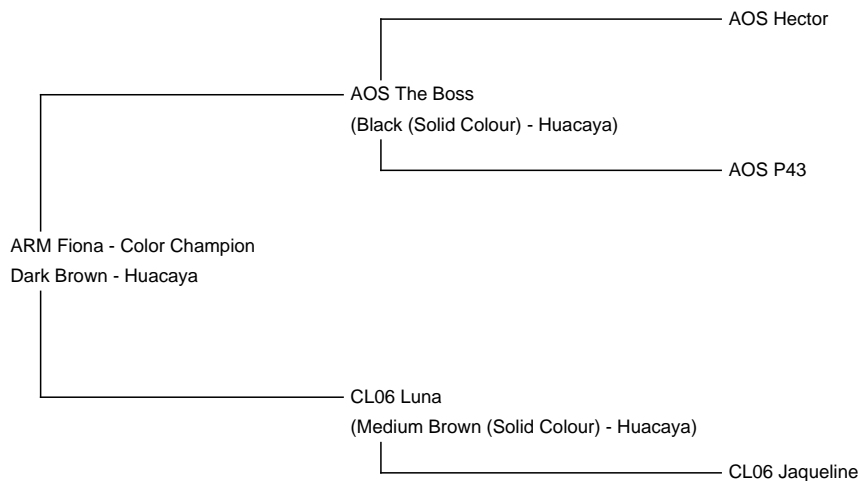 AOS Hector
AOS The Boss
(Black (Solid Colour) - Huacaya)
AOS P43
ARM Fiona - Color Champion
Dark Brown - Huacaya
CL06 Luna
(Medium Brown (Solid Colour) - Huacaya)
CL06 Jaqueline